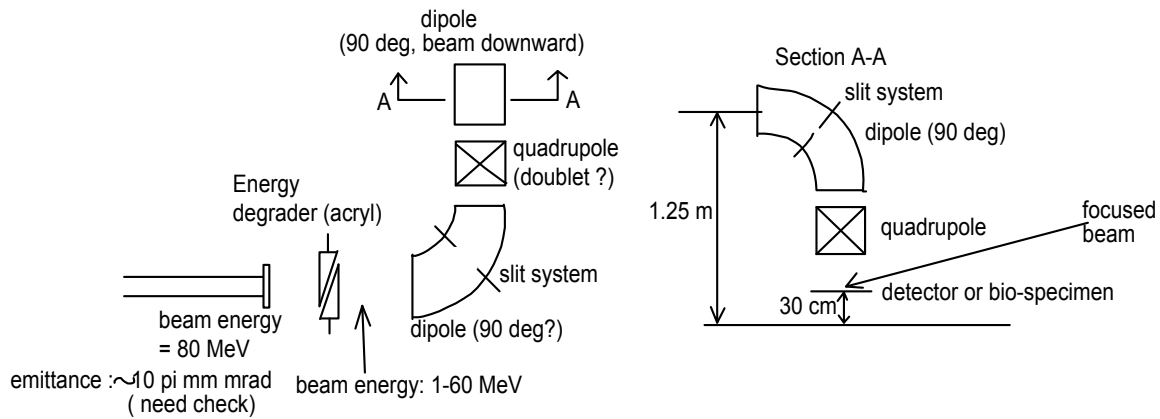 dipole
(90 deg, beam downward)
A
A
quadrupole
(doublet ?)
Energy
degrader (acryl)
slit system
dipole (90 deg?)
beam energy
= 80 MeV
emittance :~10 pi mm mrad
( need check)
beam energy: 1-60 MeV
Section A-A
slit system
dipole (90 deg)
1.25 m
quadrupole
focused
beam
detector or bio-specimen
30 cm